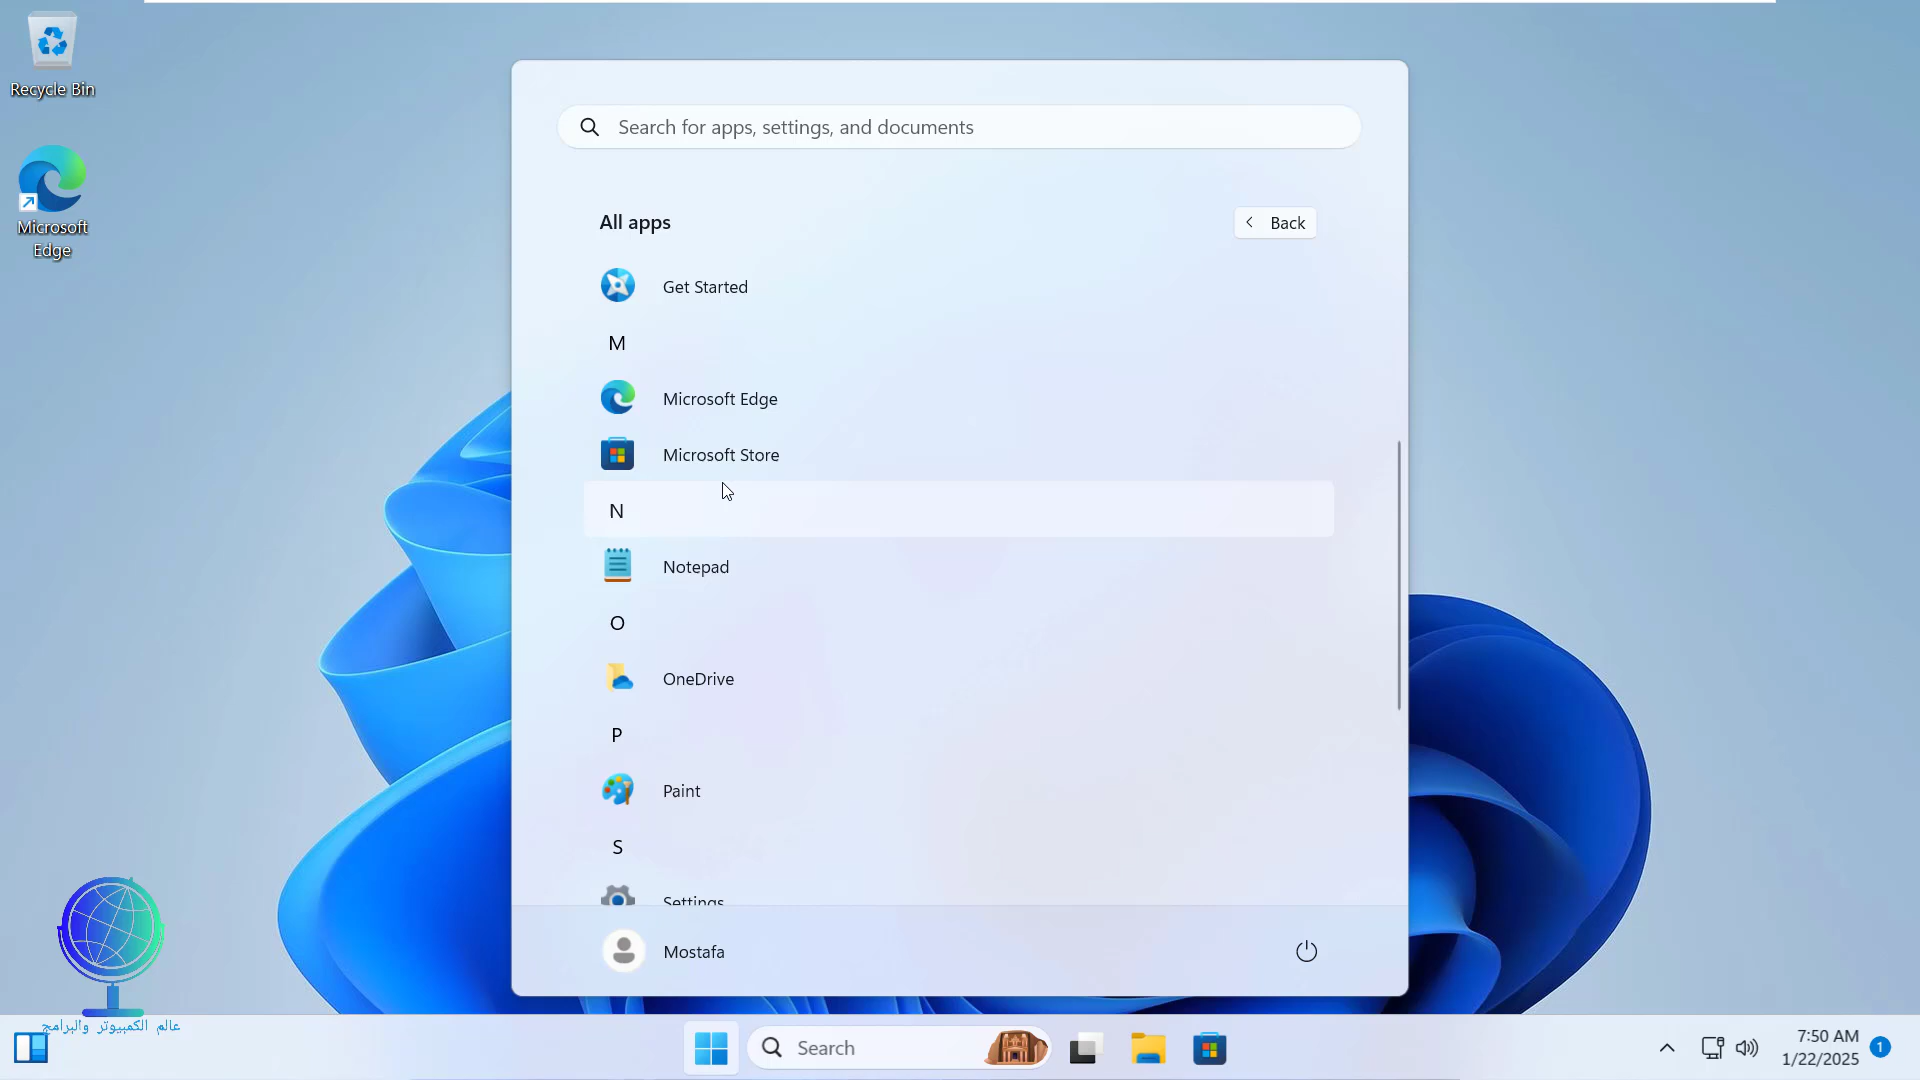 Recycle Bin
Microsoft
Edge
Search for apps, settings, and documents
All apps
Back
Get Started
M
Microsoft Edge
Microsoft Store
N
Notepad
O
OneDrive
P
Paint
S
Settings
Mostafa
عالم الكمبيوتر والبرامج
Search
7:50 AM
1/22/2025
1